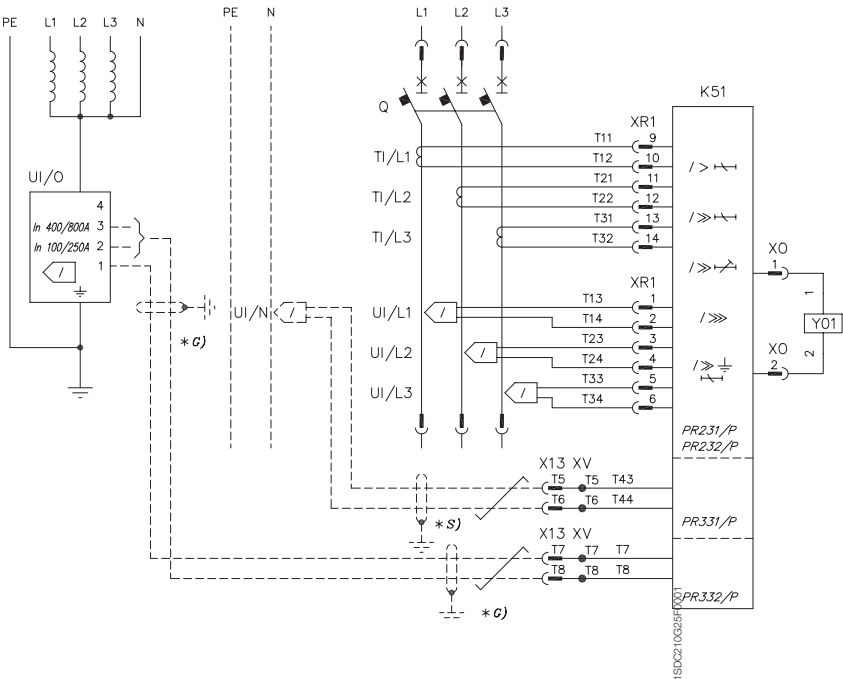 PE L1 L2 L3 N
PE N
L1 L2 L3
Q
K51
XR1
T11 9
T12 10
T21 11
T22 12
T31 13
T32 14
TI/L1
TI/L2
TI/L3
I>
I≫
I≫
I⋙
I≫
UI/O
4
In 400/800A 3
In 100/250A 2
1
I
*G)
UI/N I
XR1
UI/L1 I T13 1
T14 2
UI/L2 I T23 3
T24 4
UI/L3 I T33 5
T34 6
XO
1
1
YO1
2
XO
2
PR231/P
PR232/P
X13 XV
T5 T5 T43
T6 T6 T44
*S)
PR331/P
X13 XV
T7 T7 T7
T8 T8 T8
*G)
PR332/P
1SDC210G25F0001